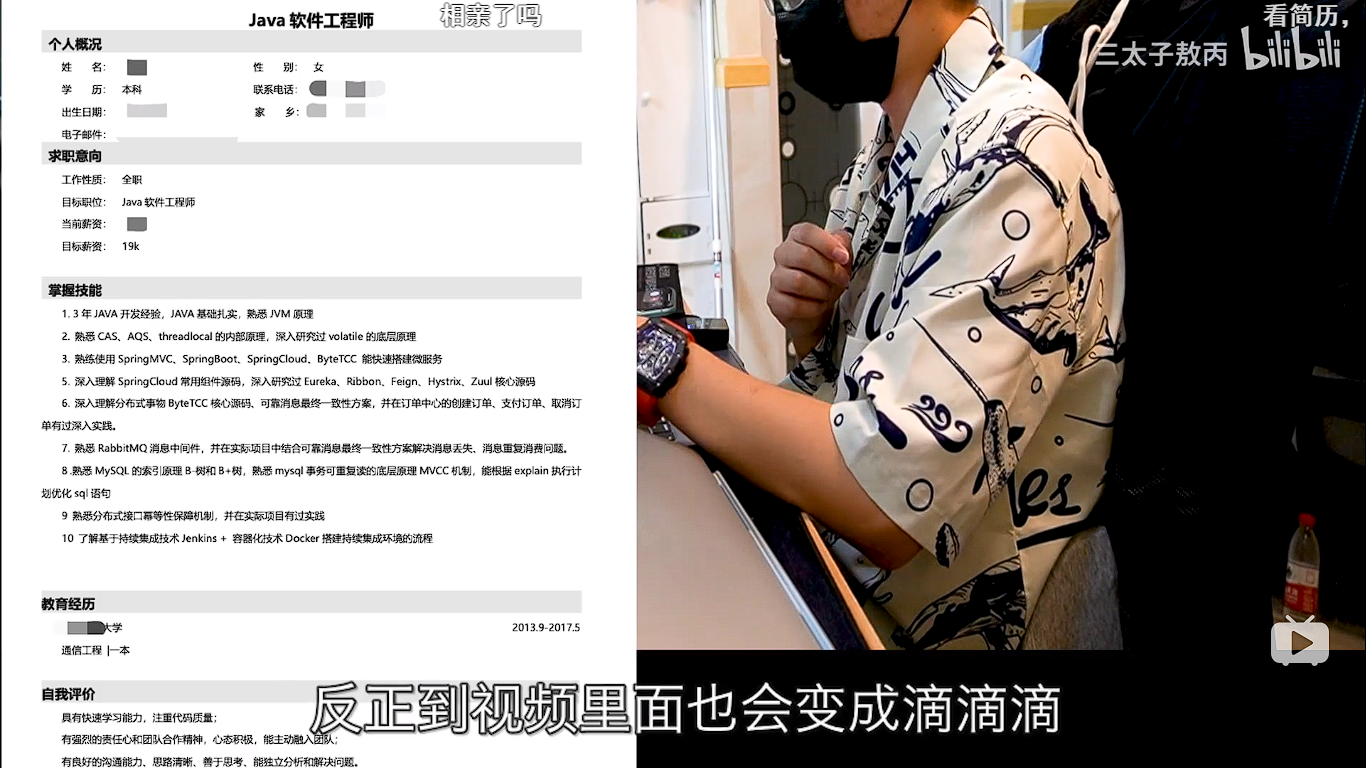 Java 软件工程师
相亲了吗
看简历，
三太子敖丙 bilibili
个人概况
姓 名：
性 别： 女
学 历： 本科
联系电话：
出生日期：
家 乡：
电子邮件：
求职意向
工作性质： 全职
目标职位： Java 软件工程师
当前薪资：
目标薪资： 19k
掌握技能
1. 3 年 JAVA 开发经验，JAVA 基础扎实，熟悉 JVM 原理
2. 熟悉 CAS、AQS、threadlocal 的内部原理，深入研究过 volatile 的底层原理
3. 熟练使用 SpringMVC、SpringBoot、SpringCloud、ByteTCC 能快速搭建微服务
5. 深入理解 SpringCloud 常用组件源码，深入研究过 Eureka、Ribbon、Feign、Hystrix、Zuul 核心源码
6. 深入理解分布式事物 ByteTCC 核心源码、可靠消息最终一致性方案，并在订单中心的创建订单、支付订单、取消订
单有过深入实践。
7. 熟悉 RabbitMQ 消息中间件，并在实际项目中结合可靠消息最终一致性方案解决消息丢失、消息重复消费问题。
8 .熟悉 MySQL 的索引原理 B-树和 B+树，熟悉 mysql 事务可重复读的底层原理 MVCC 机制，能根据 explain 执行计
划优化 sql 语句
9 熟悉分布式接口幂等性保障机制，并在实际项目有过实践
10 了解基于持续集成技术 Jenkins + 容器化技术 Docker 搭建持续集成环境的流程
教育经历
大学
2013.9-2017.5
通信工程 |一本
自我评价
具有快速学习能力，注重代码质量；
有强烈的责任心和团队合作精神，心态积极，能主动融入团队；
有良好的沟通能力、思路清晰、善于思考、能独立分析和解决问题。
反正到视频里面也会变成滴滴滴